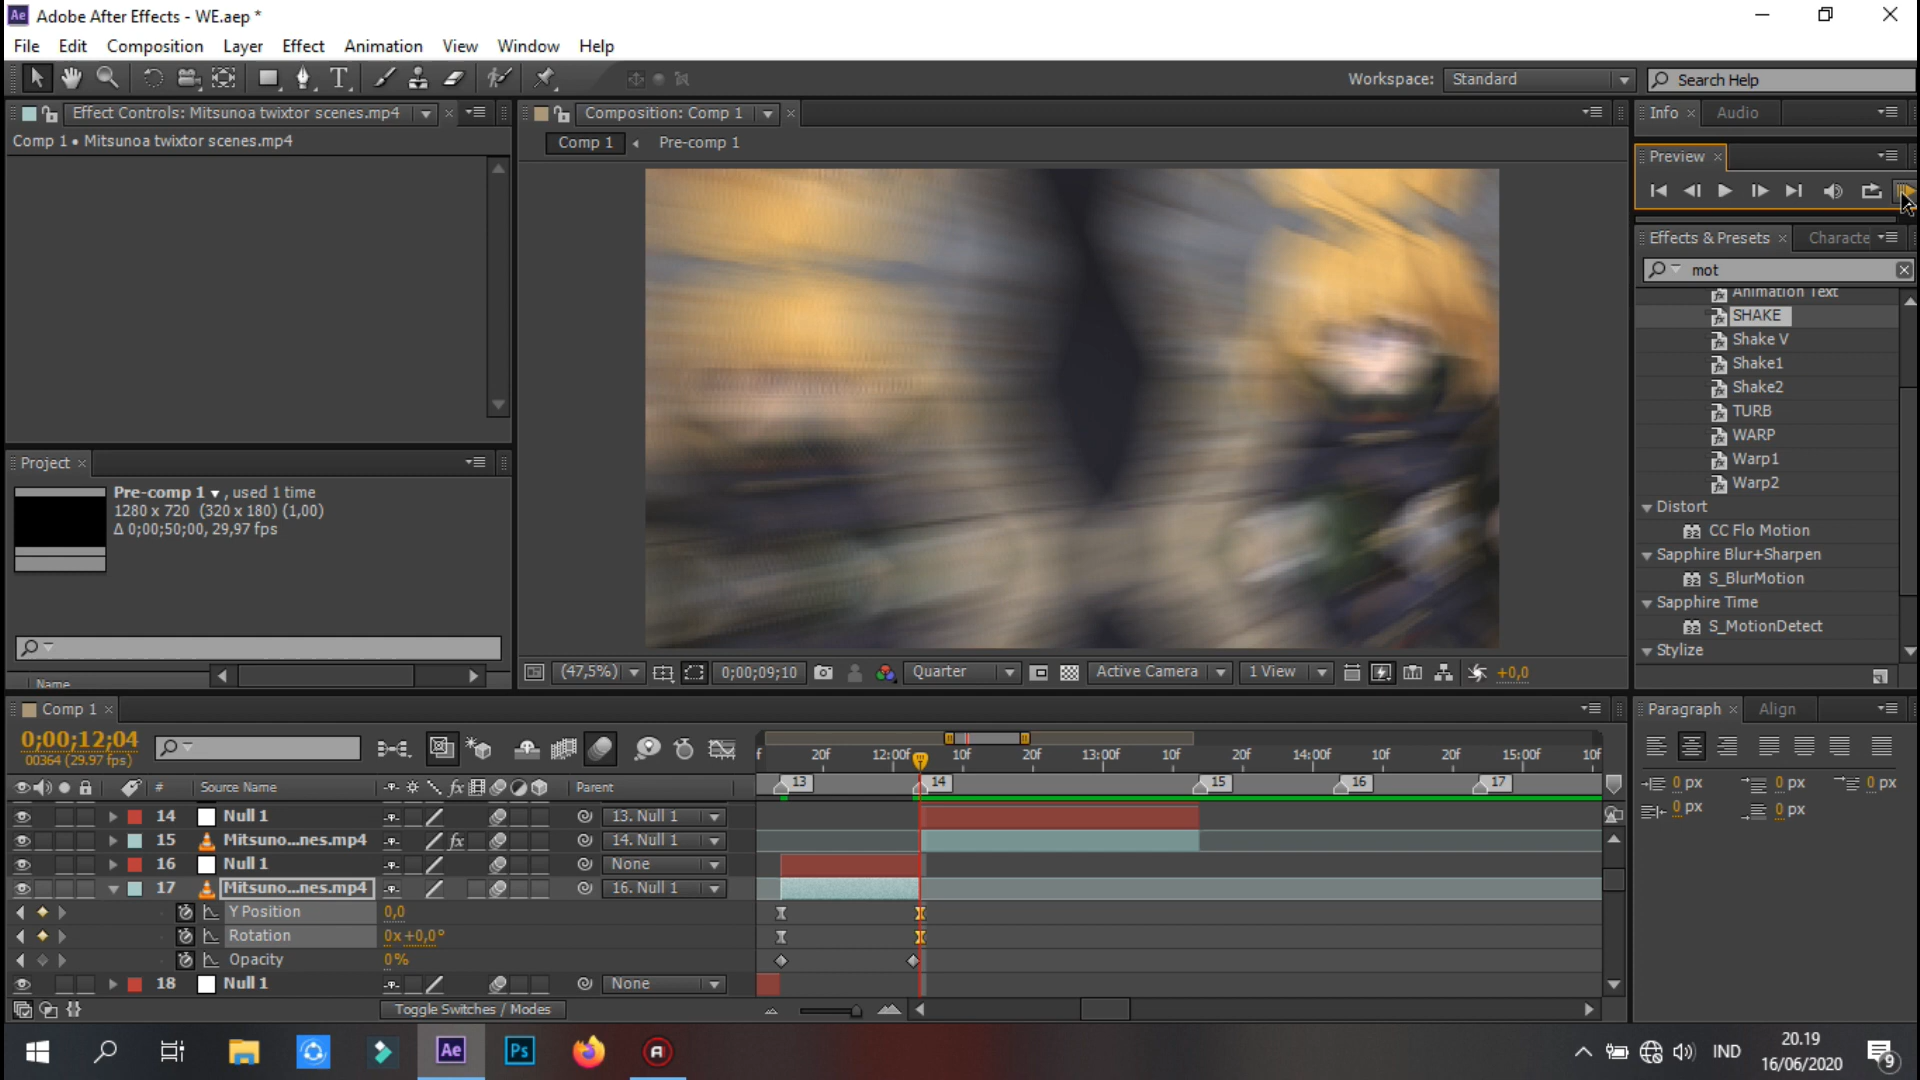 Ae Adobe After Effects - WE.aep *
File Edit Composition Layer Effect Animation View Window Help
Workspace: Standard Search Help
Effect Controls: Mitsunoa twixtor scenes.mp4
Comp 1 • Mitsunoa twixtor scenes.mp4
Composition: Comp 1
Comp 1 Pre-comp 1
Info Audio
Preview
Effects & Presets Characte
mot
Animation Text
SHAKE
Shake V
Shake1
Shake2
TURB
WARP
Warp1
Warp2
Distort
CC Flo Motion
Sapphire Blur+Sharpen
S_BlurMotion
Sapphire Time
S_MotionDetect
Stylize
Project
Pre-comp 1 , used 1 time
1280 x 720 (320 x 180) (1,00)
Δ 0;00;50;00, 29,97 fps
Name
(47,5%) 0;00;09;10 Quarter Active Camera 1 View +0,0
Comp 1
0;00;12;04
00364 (29.97 fps)
f 20f 12:00f 10f 20f 13:00f 10f 20f 14:00f 10f 20f 15:00f 10f
13 14 15 16 17
# Source Name fx Parent
14 Null 1 13. Null 1
15 Mitsuno...nes.mp4 fx 14. Null 1
16 Null 1 None
17 Mitsuno...nes.mp4 16. Null 1
Y Position 0,0
Rotation 0x+0,0°
Opacity 0%
18 Null 1 None
Toggle Switches / Modes
Paragraph Align
0 px 0 px 0 px
0 px 0 px
Ae Ps
IND
20.19
16/06/2020
9